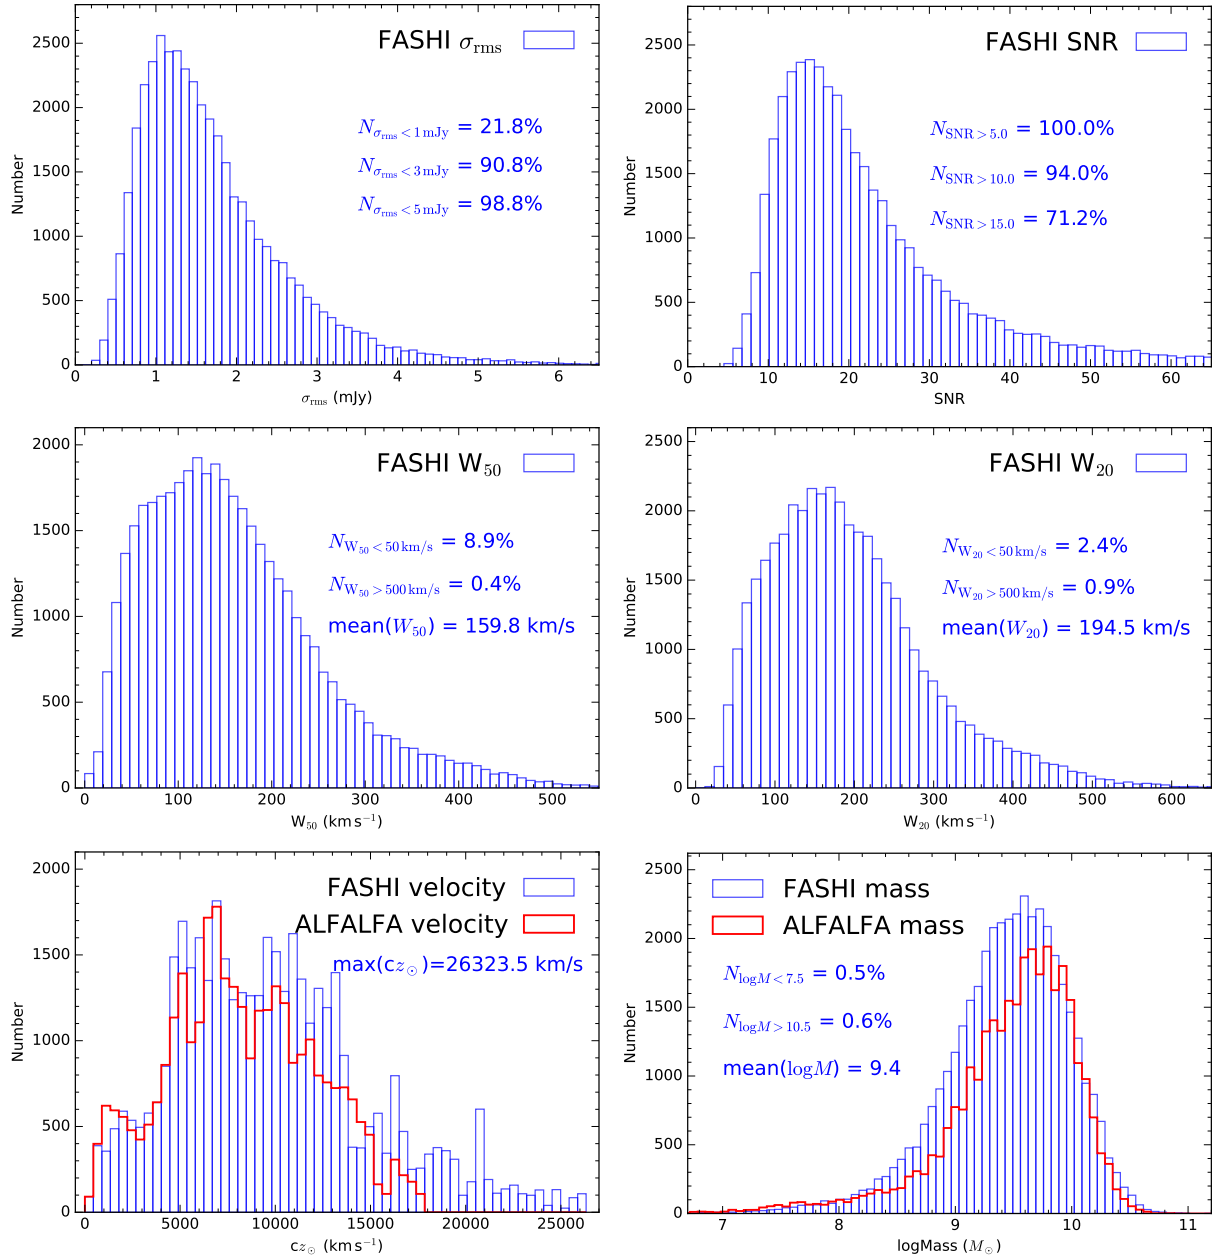 FASHI σrms
Nσrms<1mJy = 21.8%
Nσrms<3mJy = 90.8%
Nσrms<5mJy = 98.8%
Number
0
500
1000
1500
2000
2500
0 1 2 3 4 5 6
σrms (mJy)
FASHI SNR
NSNR>5.0 = 100.0%
NSNR>10.0 = 94.0%
NSNR>15.0 = 71.2%
Number
0
500
1000
1500
2000
2500
0 10 20 30 40 50 60
SNR
FASHI W50
NW50<50km/s = 8.9%
NW50>500km/s = 0.4%
mean(W50) = 159.8 km/s
Number
0
500
1000
1500
2000
0 100 200 300 400 500
W50 (km s−1)
FASHI W20
NW20<50km/s = 2.4%
NW20>500km/s = 0.9%
mean(W20) = 194.5 km/s
Number
0
500
1000
1500
2000
2500
0 100 200 300 400 500 600
W20 (km s−1)
FASHI velocity
ALFALFA velocity
max(cz⊙)=26323.5 km/s
Number
0
500
1000
1500
2000
0 5000 10000 15000 20000 25000
cz⊙ (km s−1)
FASHI mass
ALFALFA mass
NlogM<7.5 = 0.5%
NlogM>10.5 = 0.6%
mean(logM) = 9.4
Number
0
500
1000
1500
2000
2500
7 8 9 10 11
logMass (M⊙)